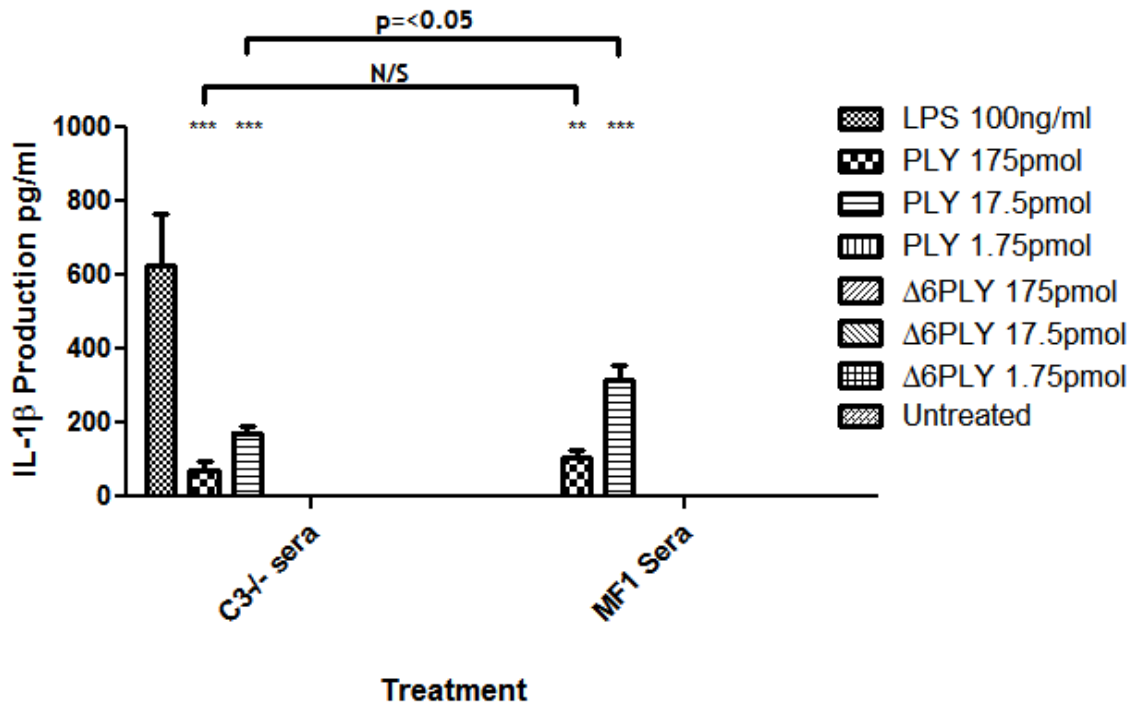 p=<0.05
N/S
*** *** ** ***
IL-1β Production pg/ml
1000
800
600
400
200
0
C3-/- sera
MF1 Sera
Treatment
LPS 100ng/ml
PLY 175pmol
PLY 17.5pmol
PLY 1.75pmol
Δ6PLY 175pmol
Δ6PLY 17.5pmol
Δ6PLY 1.75pmol
Untreated